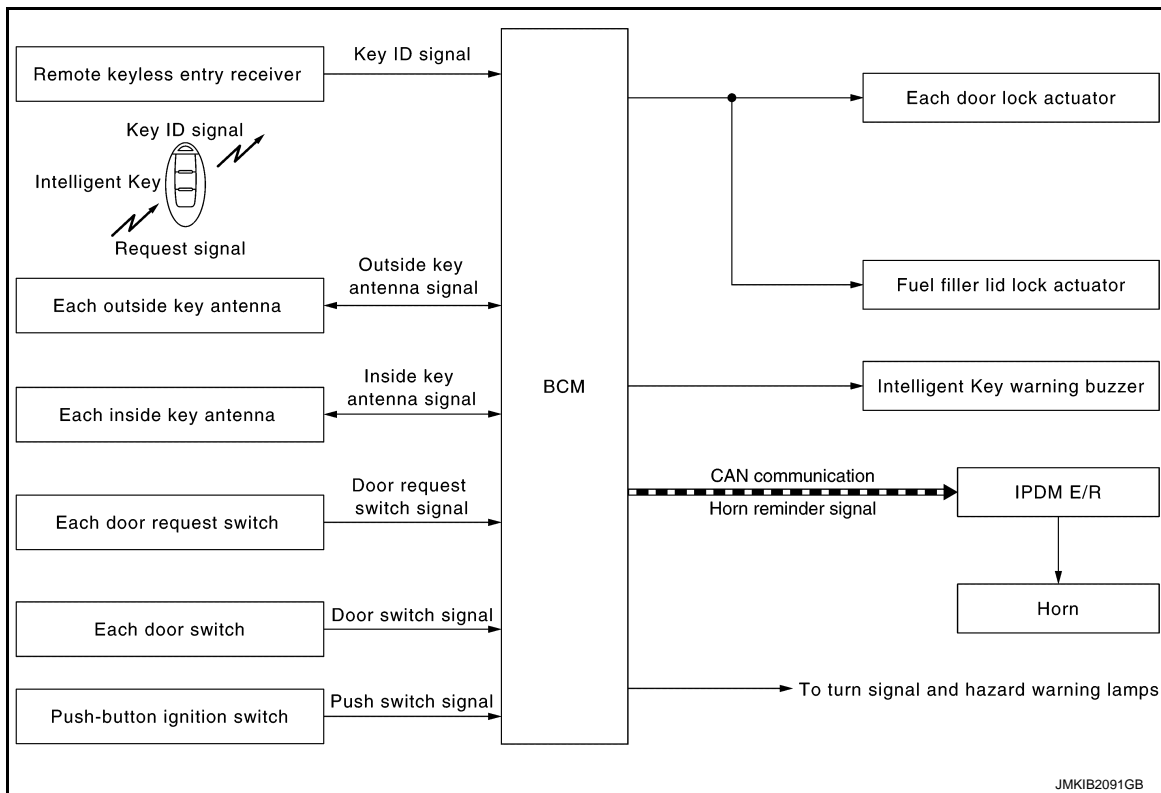 Remote keyless entry receiver
Key ID signal
Key ID signal
Intelligent Key
Request signal
Each outside key antenna
Outside key
antenna signal
Each inside key antenna
Inside key
antenna signal
Each door request switch
Door request
switch signal
Each door switch
Door switch signal
Push-button ignition switch
Push switch signal
BCM
Each door lock actuator
Fuel filler lid lock actuator
Intelligent Key warning buzzer
CAN communication
Horn reminder signal
IPDM E/R
Horn
To turn signal and hazard warning lamps
JMKIB2091GB